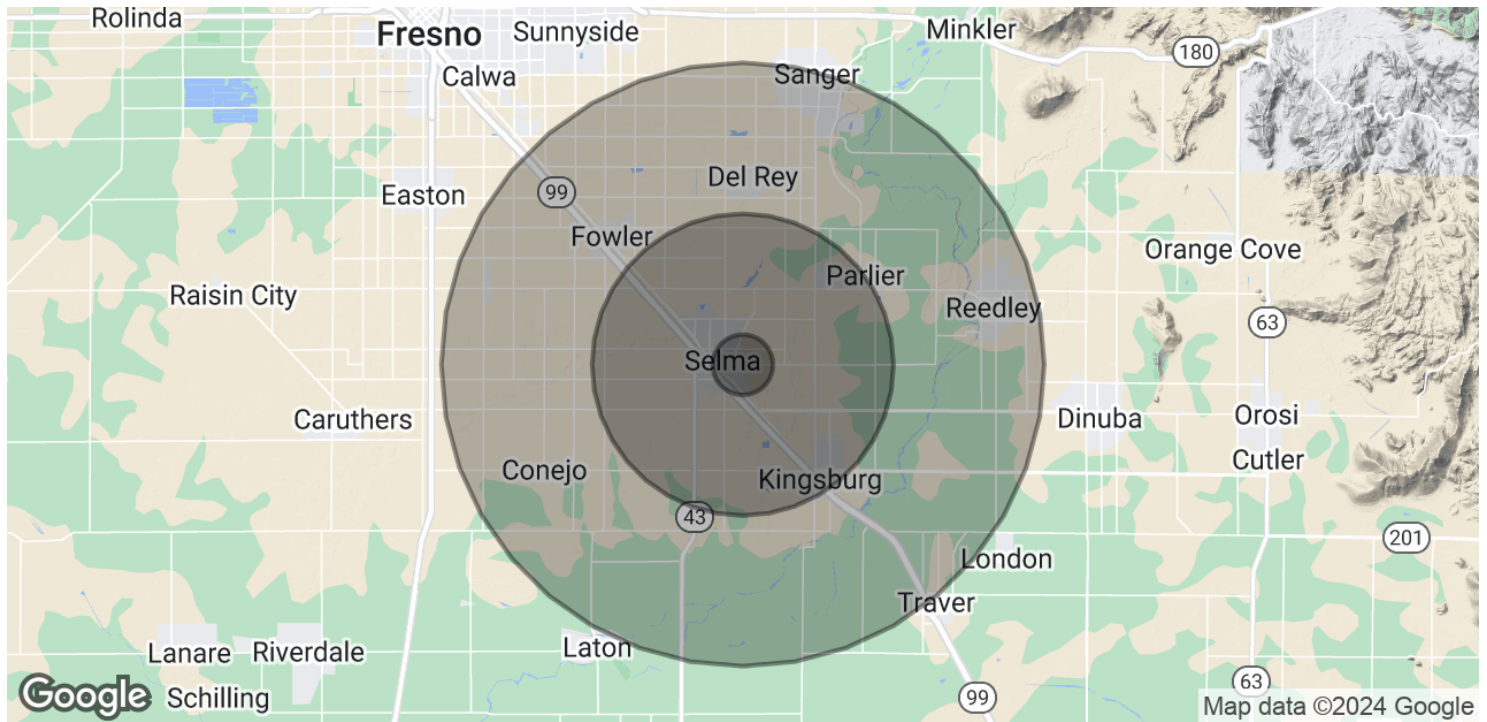 Rolinda
Fresno
Sunnyside
Minkler
180
Calwa
Sanger
Del Rey
99
Easton
Fowler
Orange Cove
Parlier
Raisin City
Reedley
63
Selma
Caruthers
Dinuba
Orosi
Cutler
Conejo
Kingsburg
43
201
London
Traver
Laton
Lanare
Riverdale
63
Google
Schilling
99
Map data ©2024 Google